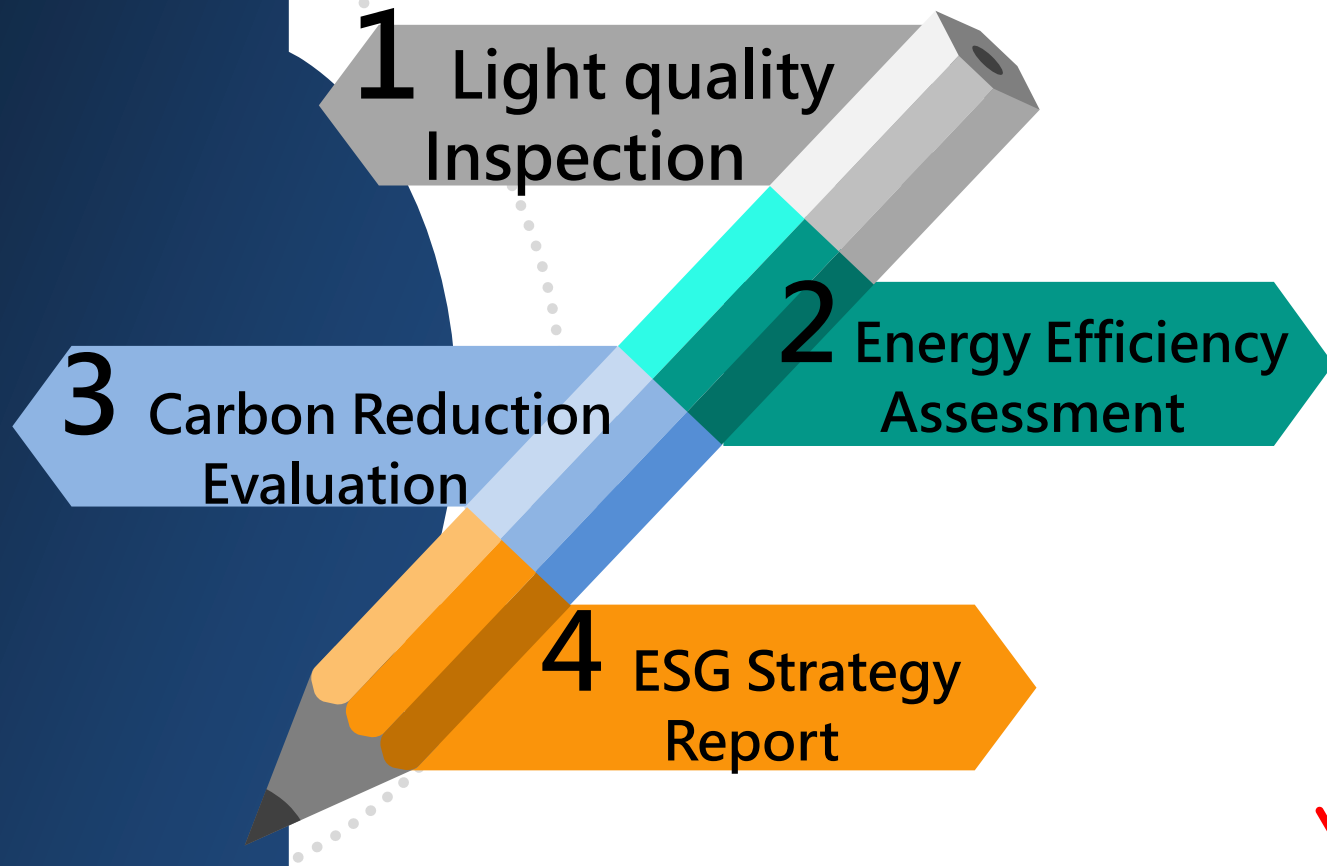 1 Light quality
Inspection
2 Energy Efficiency
Assessment
3 Carbon Reduction
Evaluation
4 ESG Strategy
Report